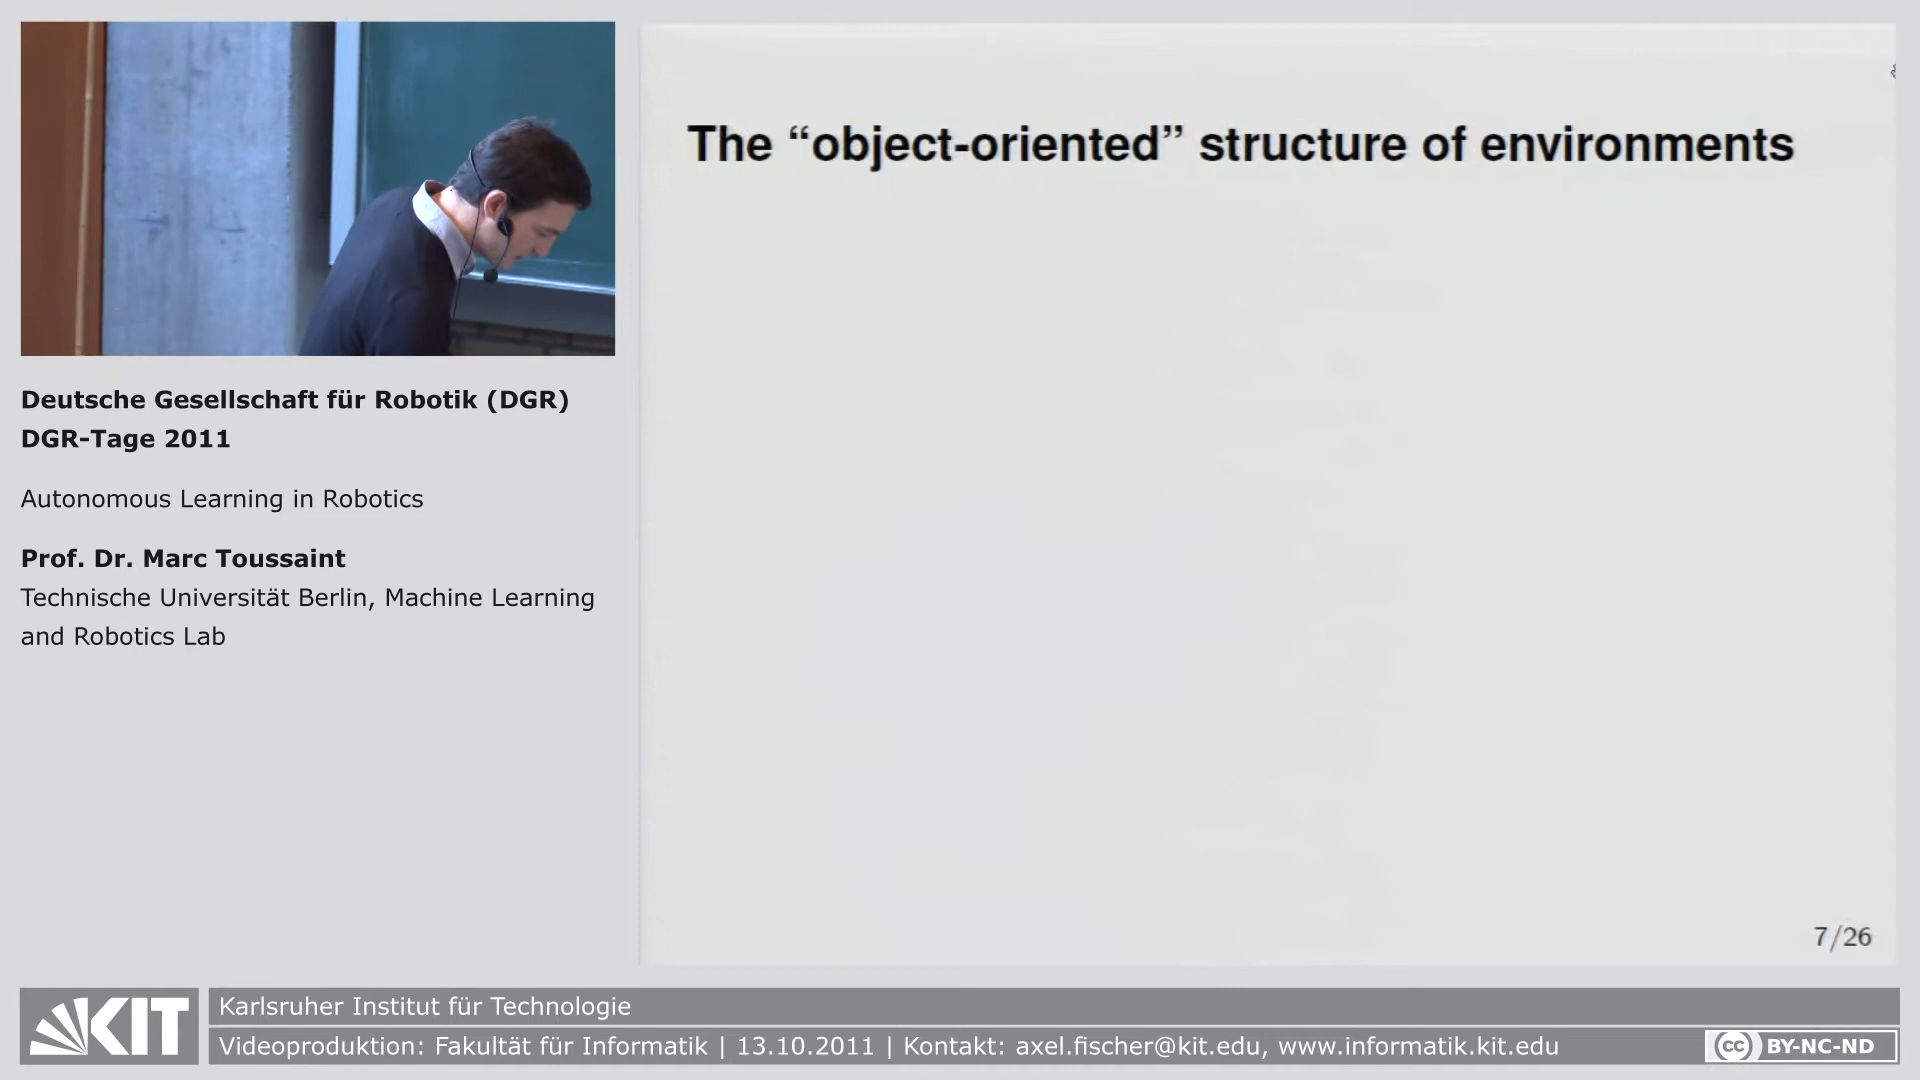 Deutsche Gesellschaft für Robotik (DGR)
DGR-Tage 2011
Autonomous Learning in Robotics
Prof. Dr. Marc Toussaint
Technische Universität Berlin, Machine Learning
and Robotics Lab
The “object-oriented” structure of environments
7/26
KIT
Karlsruher Institut für Technologie
Videoproduktion: Fakultät für Informatik | 13.10.2011 | Kontakt: axel.fischer@kit.edu, www.informatik.kit.edu
cc BY-NC-ND